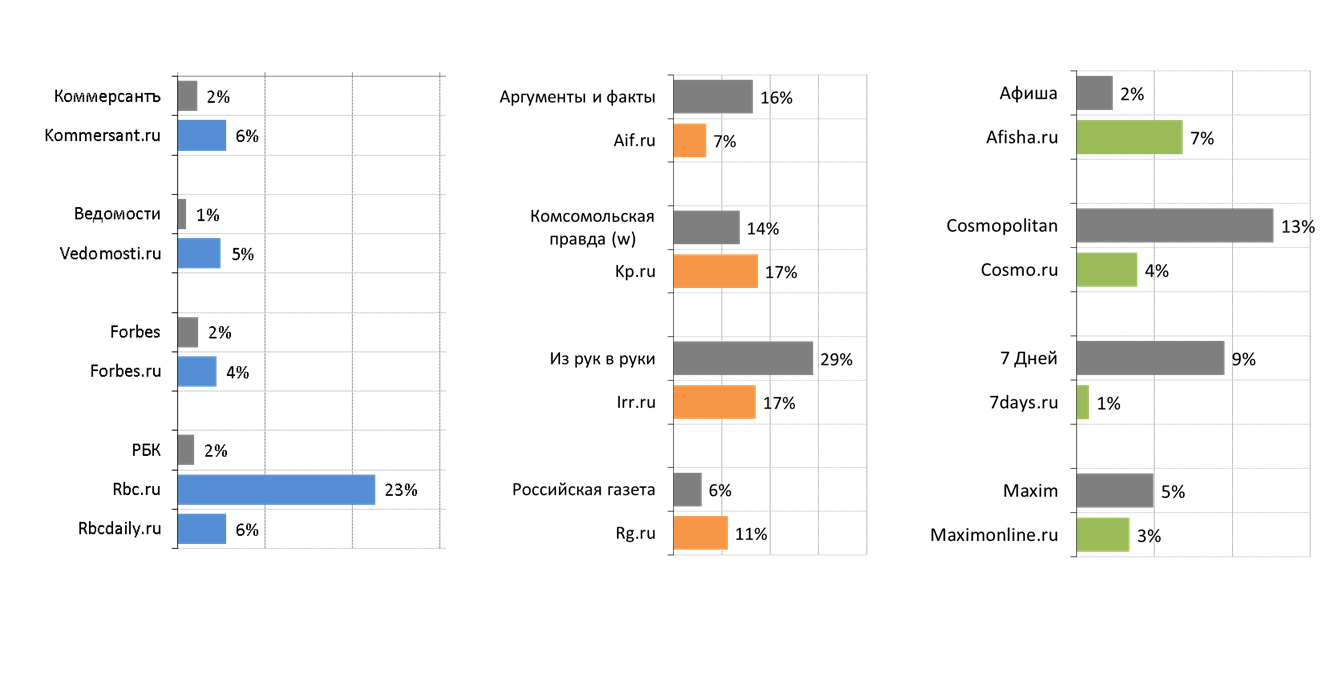 Коммерсантъ 2%
Kommersant.ru 6%
Ведомости 1%
Vedomosti.ru 5%
Forbes 2%
Forbes.ru 4%
РБК 2%
Rbc.ru 23%
Rbcdaily.ru 6%
Аргументы и факты 16%
Aif.ru 7%
Комсомольская
правда (w) 14%
Kp.ru 17%
Из рук в руки 29%
Irr.ru 17%
Российская газета 6%
Rg.ru 11%
Афиша 2%
Afisha.ru 7%
Cosmopolitan 13%
Cosmo.ru 4%
7 Дней 9%
7days.ru 1%
Maxim 5%
Maximonline.ru 3%